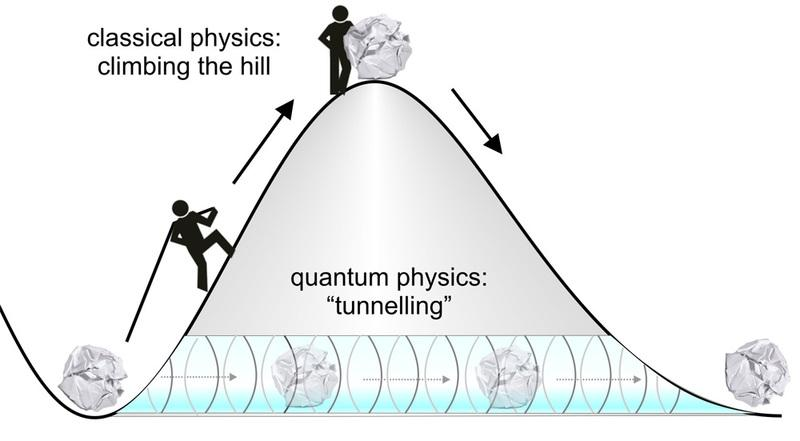 classical physics:
climbing the hill
quantum physics:
“tunnelling”